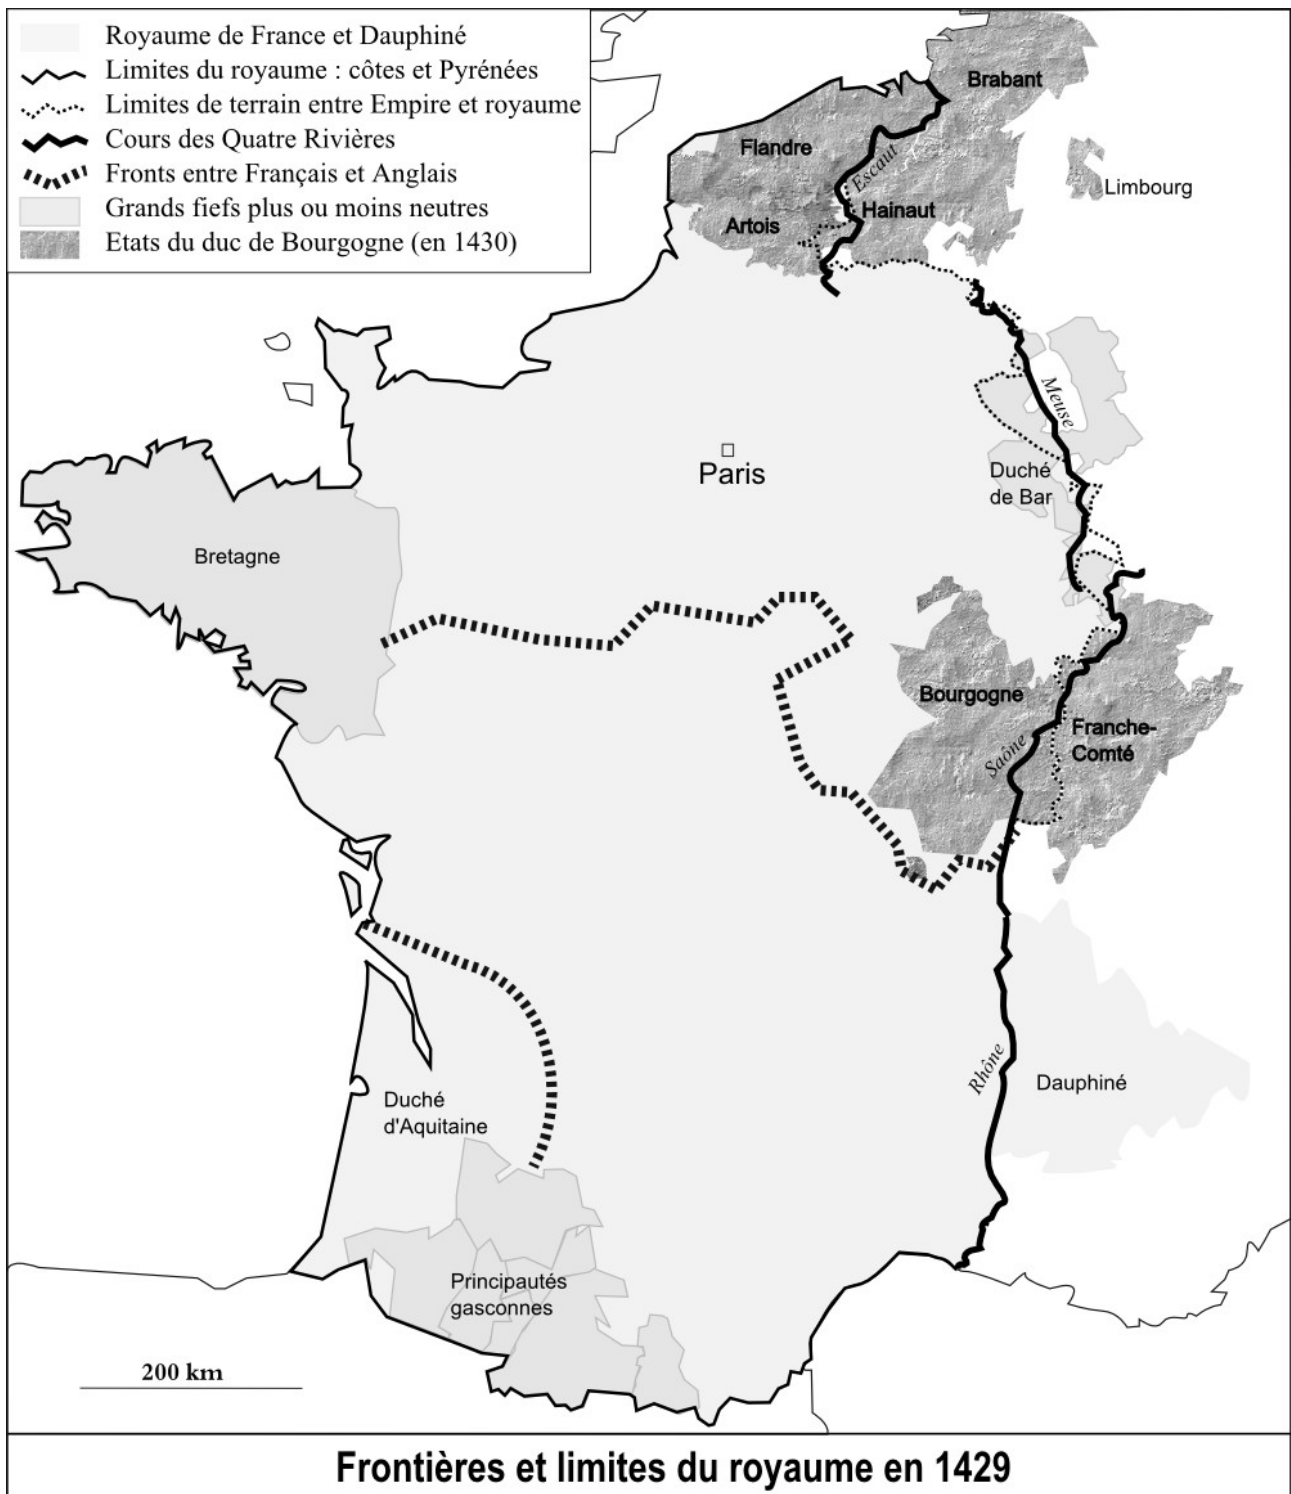 Royaume de France et Dauphiné
Limites du royaume : côtes et Pyrénées
Limites de terrain entre Empire et royaume
Cours des Quatre Rivières
Fronts entre Français et Anglais
Grands fiefs plus ou moins neutres
Etats du duc de Bourgogne (en 1430)
Brabant
Flandre
Escaut
Limbourg
Hainaut
Artois
Meuse
Paris
Duché
de Bar
Bretagne
Bourgogne
Saône
Franche-
Comté
Rhône
Dauphiné
Duché
d'Aquitaine
Principautés
gasconnes
200 km
Frontières et limites du royaume en 1429